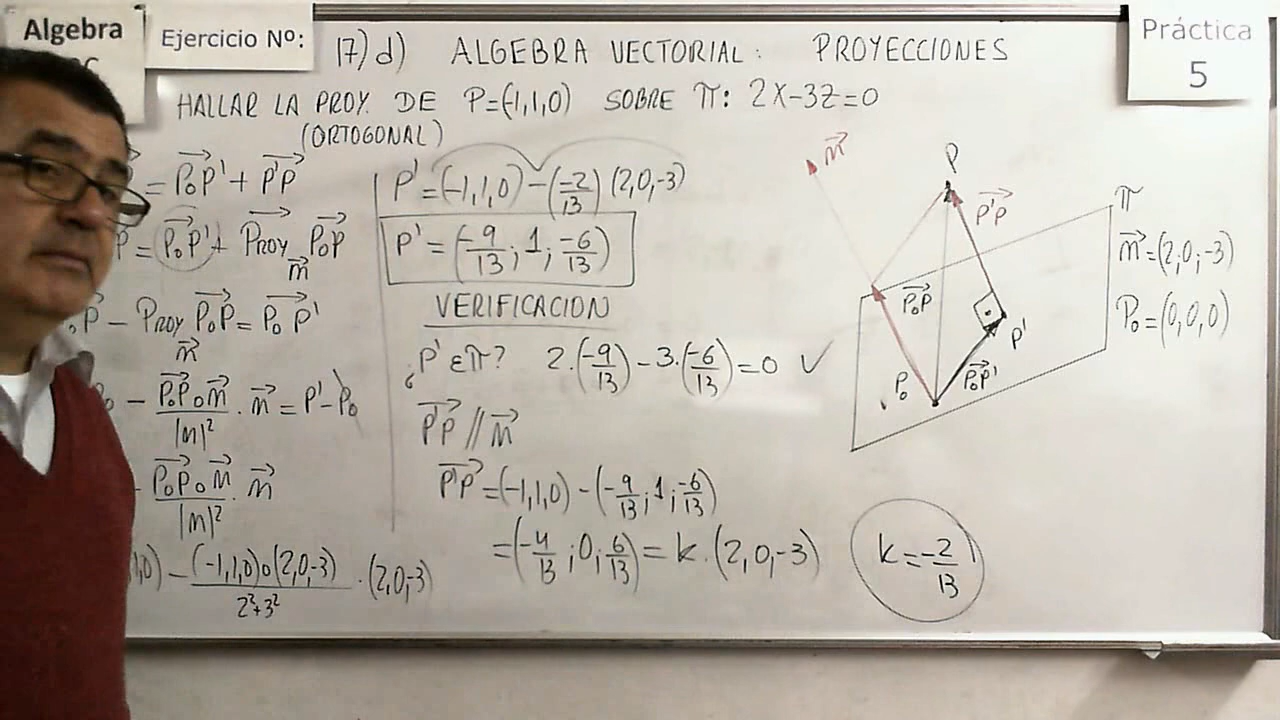 Algebra
Ejercicio Nº:
17) d) ALGEBRA VECTORIAL: PROYECCIONES
Práctica
5
HALLAR LA PROY. DE P=(-1,1,0) SOBRE π: 2X-3Z=0
(ORTOGONAL)
= P₀P' + P'P
P = P₀P' + Proy P₀P
n
P - Proy P₀P = P₀P'
n
- P₀P∘n / |n|² · n = P' - P₀
P₀P∘n / |n|² · n
,0) - (-1,1,0)∘(2,0,-3) / 2²+3² · (2,0,-3)
P' = (-1,1,0) - (-2/13) (2,0,-3)
P' = (-9/13; 1; -6/13)
VERIFICACION
¿P' ε π? 2·(-9/13) - 3·(-6/13) = 0 ✓
P'P // n
P'P = (-1,1,0) - (-9/13; 1; -6/13)
= (-4/13; 0; 6/13) = k·(2,0,-3)
k = -2/13
n
P
P'P
P₀P
P'
P₀
P₀P'
π
n = (2,0,-3)
P₀ = (0,0,0)